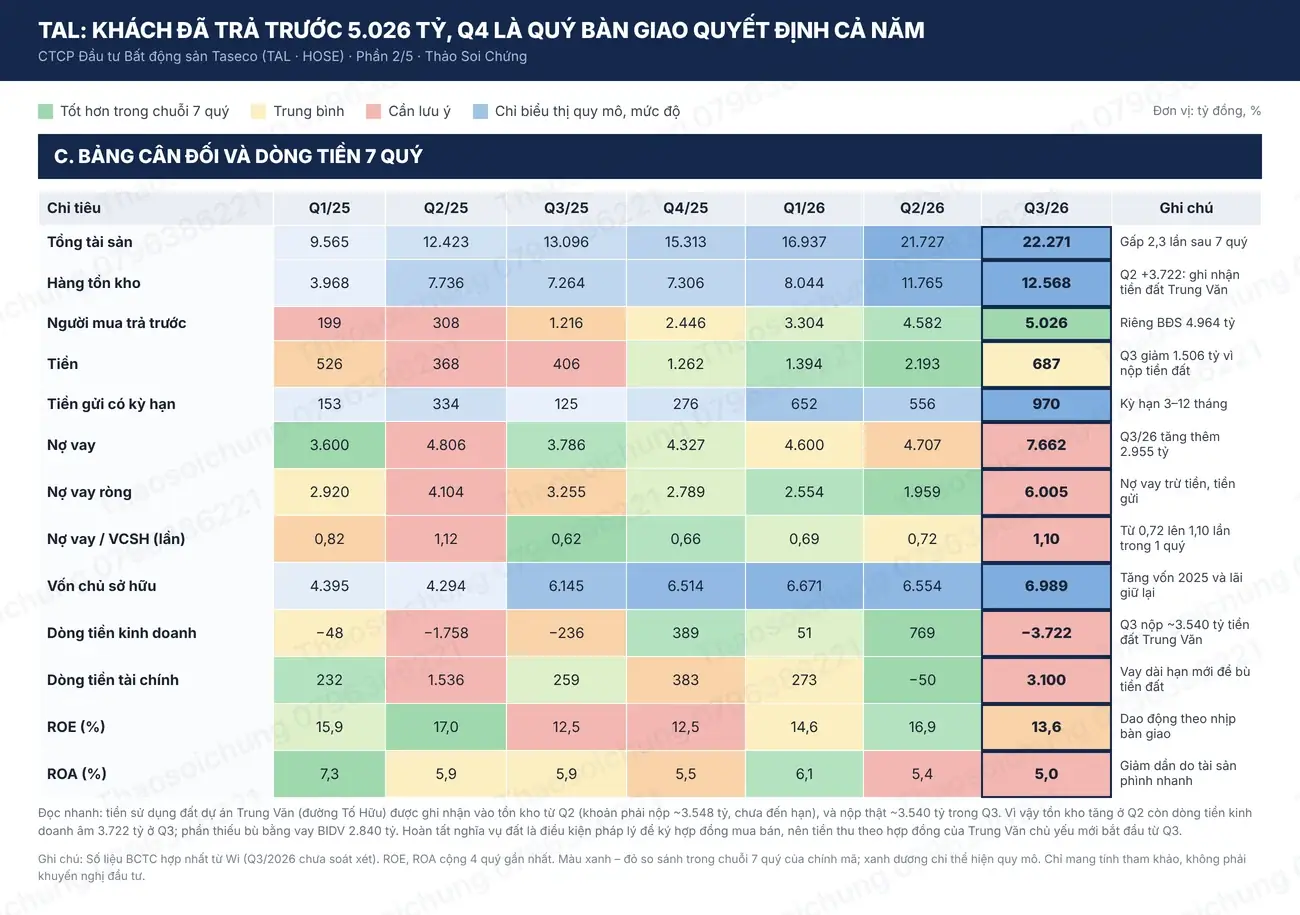 TAL: KHÁCH ĐÃ TRẢ TRƯỚC 5.026 TỶ, Q4 LÀ QUÝ BÀN GIAO QUYẾT ĐỊNH CẢ NĂM
CTCP Đầu tư Bất động sản Taseco (TAL · HOSE) · Phần 2/5 · Thảo Soi Chứng
Tốt hơn trong chuỗi 7 quý Trung bình Cần lưu ý Chỉ biểu thị quy mô, mức độ Đơn vị: tỷ đồng, %
C. BẢNG CÂN ĐỐI VÀ DÒNG TIỀN 7 QUÝ
Chỉ tiêu Q1/25 Q2/25 Q3/25 Q4/25 Q1/26 Q2/26 Q3/26 Ghi chú
Tổng tài sản 9.565 12.423 13.096 15.313 16.937 21.727 22.271 Gấp 2,3 lần sau 7 quý
Hàng tồn kho 3.968 7.736 7.264 7.306 8.044 11.765 12.568 Q2 +3.722: ghi nhận
tiền đất Trung Văn
Người mua trả trước 199 308 1.216 2.446 3.304 4.582 5.026 Riêng BĐS 4.964 tỷ
Tiền 526 368 406 1.262 1.394 2.193 687 Q3 giảm 1.506 tỷ vì
nộp tiền đất
Tiền gửi có kỳ hạn 153 334 125 276 652 556 970 Kỳ hạn 3–12 tháng
Nợ vay 3.600 4.806 3.786 4.327 4.600 4.707 7.662 Q3/26 tăng thêm
2.955 tỷ
Nợ vay ròng 2.920 4.104 3.255 2.789 2.554 1.959 6.005 Nợ vay trừ tiền, tiền
gửi
Nợ vay / VCSH (lần) 0,82 1,12 0,62 0,66 0,69 0,72 1,10 Từ 0,72 lên 1,10 lần
trong 1 quý
Vốn chủ sở hữu 4.395 4.294 6.145 6.514 6.671 6.554 6.989 Tăng vốn 2025 và lãi
giữ lại
Dòng tiền kinh doanh −48 −1.758 −236 389 51 769 −3.722 Q3 nộp ~3.540 tỷ tiền
đất Trung Văn
Dòng tiền tài chính 232 1.536 259 383 273 −50 3.100 Vay dài hạn mới để bù
tiền đất
ROE (%) 15,9 17,0 12,5 12,5 14,6 16,9 13,6 Dao động theo nhịp
bàn giao
ROA (%) 7,3 5,9 5,9 5,5 6,1 5,4 5,0 Giảm dần do tài sản
phình nhanh
Đọc nhanh: tiền sử dụng đất dự án Trung Văn (đường Tố Hữu) được ghi nhận vào tồn kho từ Q2 (khoản phải nộp ~3.548 tỷ, chưa đến hạn), và nộp thật ~3.540 tỷ trong Q3. Vì vậy tồn kho tăng ở Q2 còn dòng tiền kinh
doanh âm 3.722 tỷ ở Q3; phần thiếu bù bằng vay BIDV 2.840 tỷ. Hoàn tất nghĩa vụ đất là điều kiện pháp lý để ký hợp đồng mua bán, nên tiền thu theo hợp đồng của Trung Văn chủ yếu mới bắt đầu từ Q3.
Ghi chú: Số liệu BCTC hợp nhất từ Wi (Q3/2026 chưa soát xét). ROE, ROA cộng 4 quý gần nhất. Màu xanh – đỏ so sánh trong chuỗi 7 quý của chính mã; xanh dương chỉ thể hiện quy mô. Chỉ mang tính tham khảo, không phải
khuyến nghị đầu tư.
Thaosoichung 0796386221